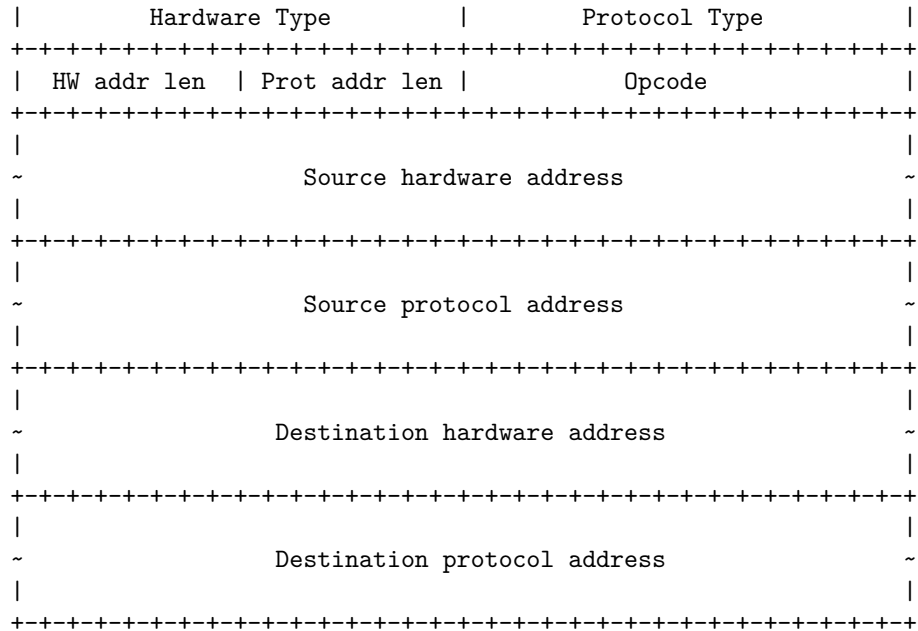 |         Hardware Type         |        Protocol Type          |
+-+-+-+-+-+-+-+-+-+-+-+-+-+-+-+-+-+-+-+-+-+-+-+-+-+-+-+-+-+-+-+-+
|  HW addr len  | Prot addr len |           Opcode              |
+-+-+-+-+-+-+-+-+-+-+-+-+-+-+-+-+-+-+-+-+-+-+-+-+-+-+-+-+-+-+-+-+
|                                                               |
~                    Source hardware address                    ~
|                                                               |
+-+-+-+-+-+-+-+-+-+-+-+-+-+-+-+-+-+-+-+-+-+-+-+-+-+-+-+-+-+-+-+-+
|                                                               |
~                    Source protocol address                    ~
|                                                               |
+-+-+-+-+-+-+-+-+-+-+-+-+-+-+-+-+-+-+-+-+-+-+-+-+-+-+-+-+-+-+-+-+
|                                                               |
~                  Destination hardware address                 ~
|                                                               |
+-+-+-+-+-+-+-+-+-+-+-+-+-+-+-+-+-+-+-+-+-+-+-+-+-+-+-+-+-+-+-+-+
|                                                               |
~                  Destination protocol address                 ~
|                                                               |
+-+-+-+-+-+-+-+-+-+-+-+-+-+-+-+-+-+-+-+-+-+-+-+-+-+-+-+-+-+-+-+-+